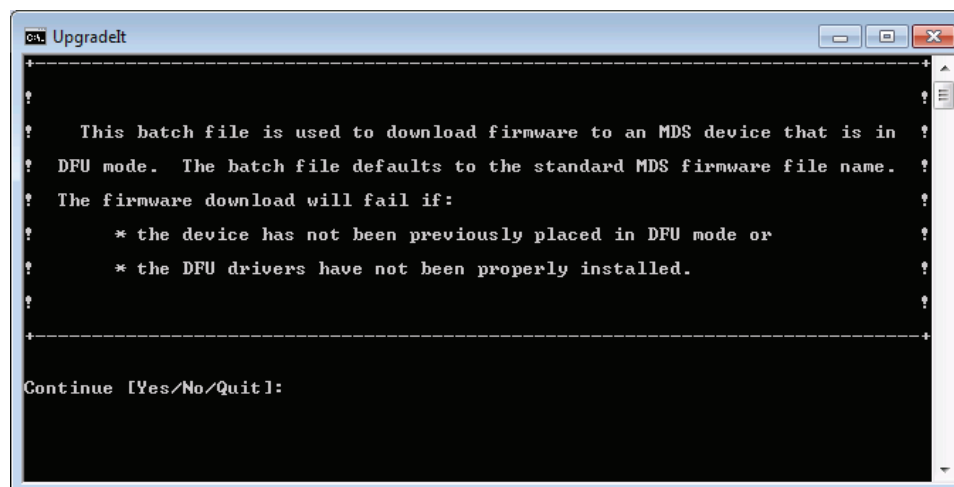 UpgradeIt
+------------------------------------------------------------------------------+
!                                                                              !
!    This batch file is used to download firmware to an MDS device that is in  !
!  DFU mode.  The batch file defaults to the standard MDS firmware file name.  !
!  The firmware download will fail if:                                         !
!       * the device has not been previously placed in DFU mode or             !
!       * the DFU drivers have not been properly installed.                    !
!                                                                              !
+------------------------------------------------------------------------------+
Continue [Yes/No/Quit]: